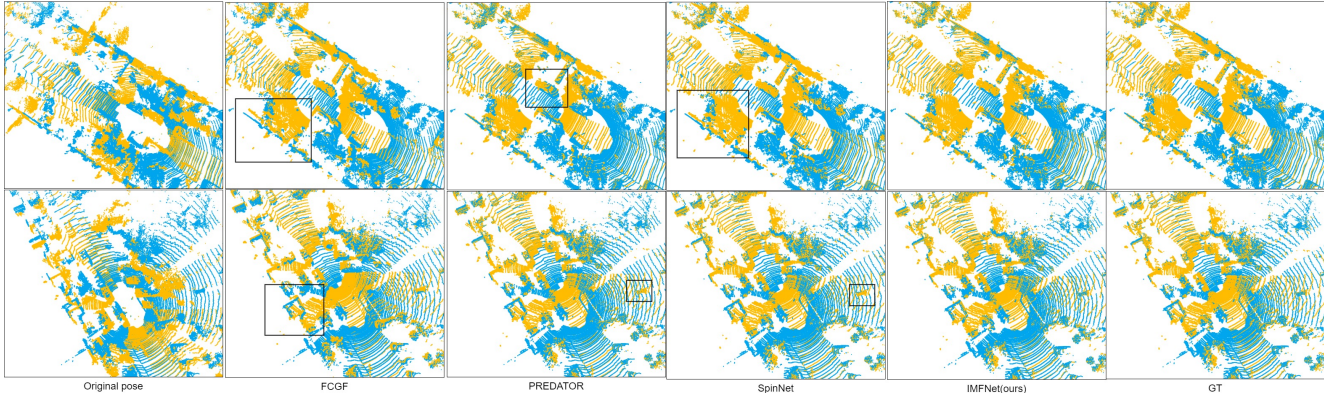 Original pose
FCGF
PREDATOR
SpinNet
IMFNet(ours)
GT